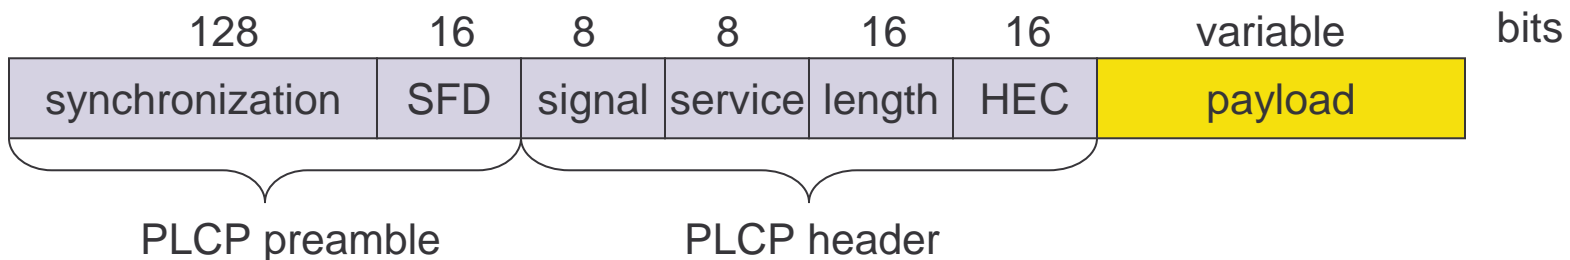 128 16 8 8 16 16 variable bits
synchronization SFD signal service length HEC payload
PLCP preamble PLCP header